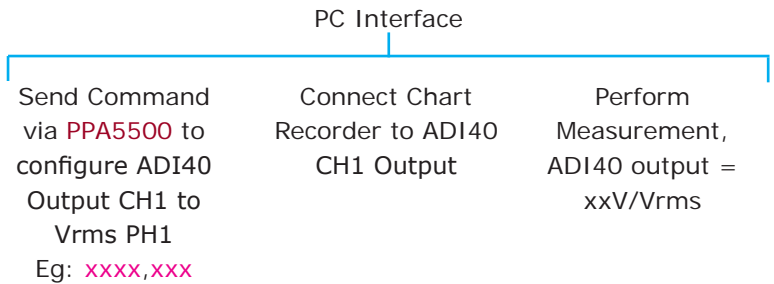 PC Interface
Send Command
via PPA5500 to
configure ADI40
Output CH1 to
Vrms PH1
Eg: xxxx,xxx
Connect Chart
Recorder to ADI40
CH1 Output
Perform
Measurement,
ADI40 output =
xxV/Vrms